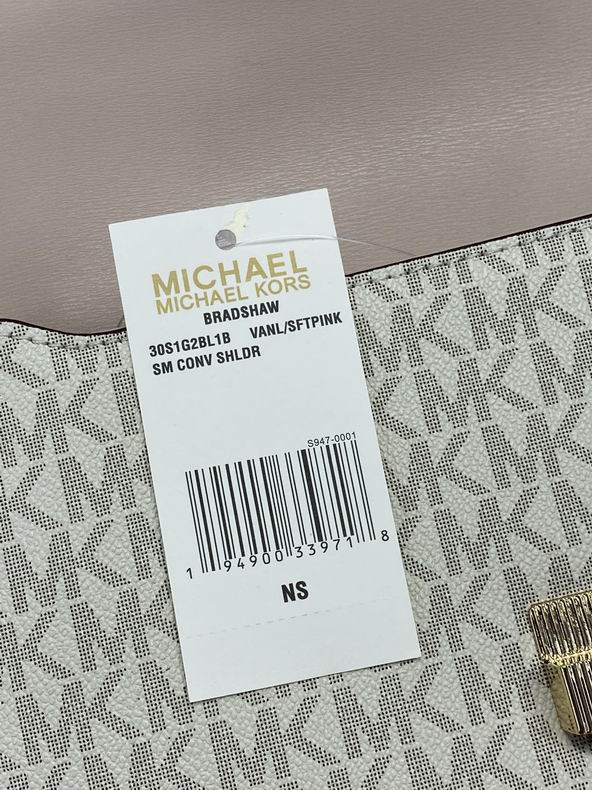 MICHAEL
MICHAEL KORS
BRADSHAW
30S1G2BL1B VANL/SFTPINK
SM CONV SHLDR
S947-0001
1 94900 33971 8
NS